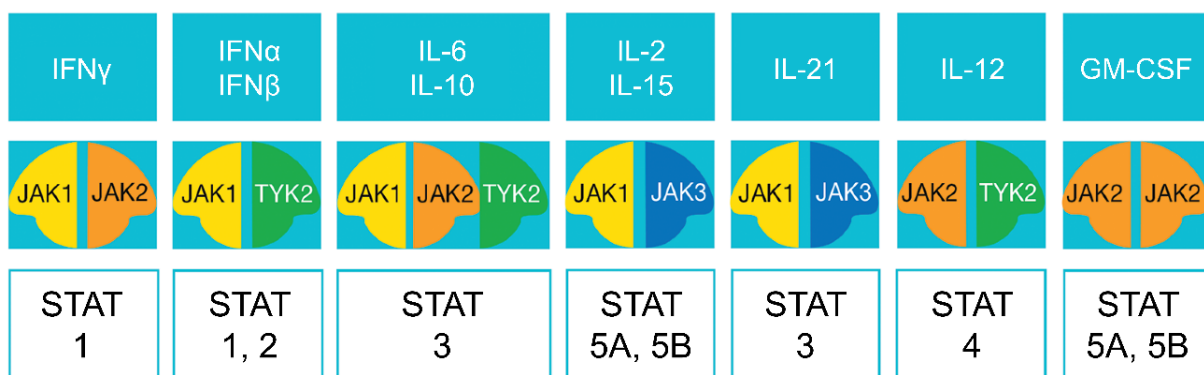 IFNγ
IFNα
IFNβ
IL-6
IL-10
IL-2
IL-15
IL-21
IL-12
GM-CSF
JAK1 JAK2
JAK1 TYK2
JAK1 JAK2 TYK2
JAK1 JAK3
JAK1 JAK3
JAK2 TYK2
JAK2 JAK2
STAT
1
STAT
1, 2
STAT
3
STAT
5A, 5B
STAT
3
STAT
4
STAT
5A, 5B